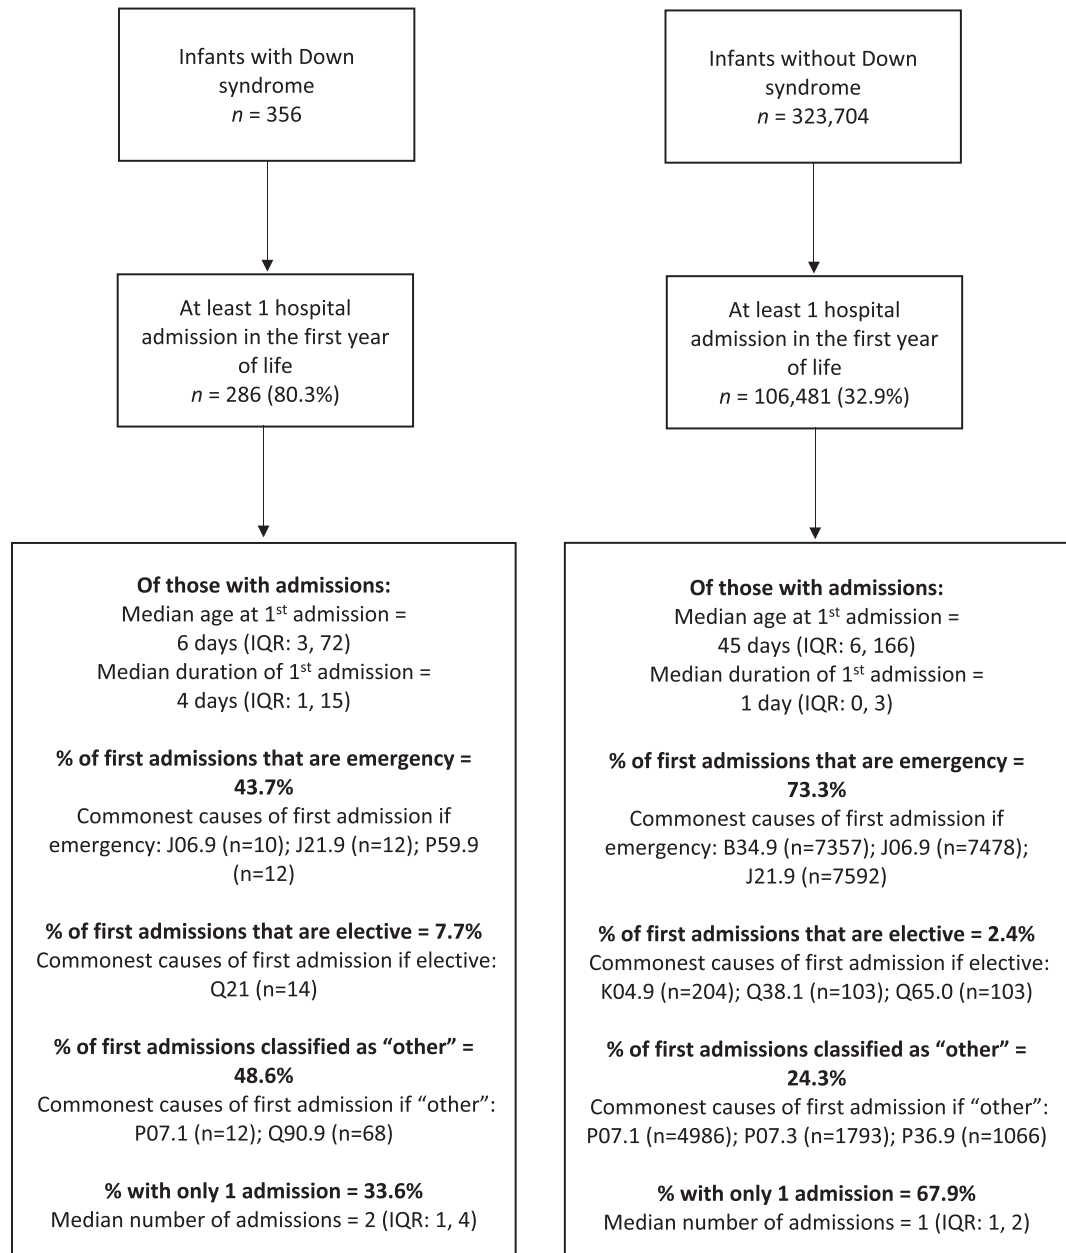 Infants with Down
syndrome
n = 356
Infants without Down
syndrome
n = 323,704
At least 1 hospital
admission in the first year
of life
n = 286 (80.3%)
At least 1 hospital
admission in the first year
of life
n = 106,481 (32.9%)
Of those with admissions:
Median age at 1st admission =
6 days (IQR: 3, 72)
Median duration of 1st admission =
4 days (IQR: 1, 15)
% of first admissions that are emergency =
43.7%
Commonest causes of first admission if
emergency: J06.9 (n=10); J21.9 (n=12); P59.9
(n=12)
% of first admissions that are elective = 7.7%
Commonest causes of first admission if elective:
Q21 (n=14)
% of first admissions classified as “other” =
48.6%
Commonest causes of first admission if “other”:
P07.1 (n=12); Q90.9 (n=68)
% with only 1 admission = 33.6%
Median number of admissions = 2 (IQR: 1, 4)
Of those with admissions:
Median age at 1st admission =
45 days (IQR: 6, 166)
Median duration of 1st admission =
1 day (IQR: 0, 3)
% of first admissions that are emergency =
73.3%
Commonest causes of first admission if
emergency: B34.9 (n=7357); J06.9 (n=7478);
J21.9 (n=7592)
% of first admissions that are elective = 2.4%
Commonest causes of first admission if elective:
K04.9 (n=204); Q38.1 (n=103); Q65.0 (n=103)
% of first admissions classified as “other” =
24.3%
Commonest causes of first admission if “other”:
P07.1 (n=4986); P07.3 (n=1793); P36.9 (n=1066)
% with only 1 admission = 67.9%
Median number of admissions = 1 (IQR: 1, 2)